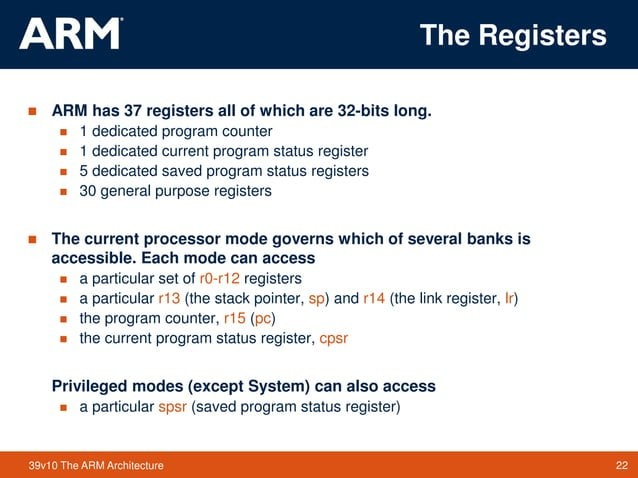 ARM
The Registers
ARM has 37 registers all of which are 32-bits long.
1 dedicated program counter
1 dedicated current program status register
5 dedicated saved program status registers
30 general purpose registers
The current processor mode governs which of several banks is
accessible. Each mode can access
a particular set of r0-r12 registers
a particular r13 (the stack pointer, sp) and r14 (the link register, lr)
the program counter, r15 (pc)
the current program status register, cpsr
Privileged modes (except System) can also access
a particular spsr (saved program status register)
39v10 The ARM Architecture
22